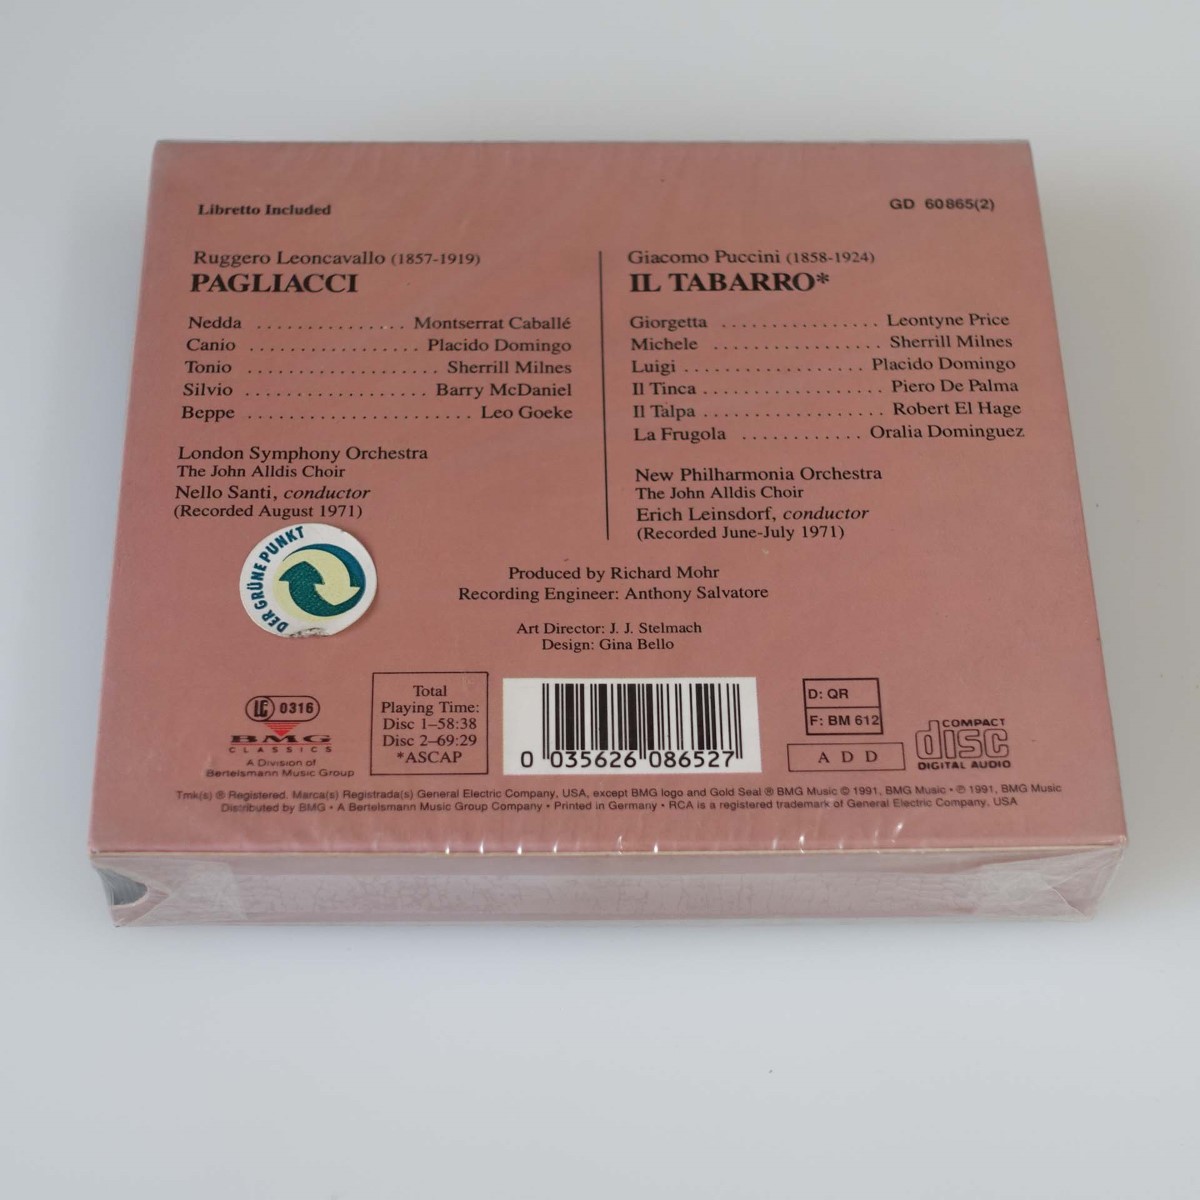 Libretto Included
GD 60865(2)
Ruggero Leoncavallo (1857-1919)
PAGLIACCI
Nedda .............. Montserrat Caballé
Canio ................. Placido Domingo
Tonio ................... Sherrill Milnes
Silvio .................. Barry McDaniel
Beppe ...................... Leo Goeke
London Symphony Orchestra
The John Alldis Choir
Nello Santi, conductor
(Recorded August 1971)
Giacomo Puccini (1858-1924)
IL TABARRO*
Giorgetta ............... Leontyne Price
Michele ................ Sherrill Milnes
Luigi ................. Placido Domingo
Il Tinca ................. Piero De Palma
Il Talpa ................. Robert El Hage
La Frugola ............ Oralia Dominguez
New Philharmonia Orchestra
The John Alldis Choir
Erich Leinsdorf, conductor
(Recorded June-July 1971)
DER GRÜNE PUNKT
Produced by Richard Mohr
Recording Engineer: Anthony Salvatore
Art Director: J. J. Stelmach
Design: Gina Bello
LC 0316
BMG
CLASSICS
A Division of
Bertelsmann Music Group
Total
Playing Time:
Disc 1–58:38
Disc 2–69:29
*ASCAP
0 035626 086527
D: QR
F: BM 612
A D D
COMPACT
disc
DIGITAL AUDIO
Tmk(s) ® Registered. Marca(s) Registrada(s) General Electric Company, USA, except BMG logo and Gold Seal ® BMG Music © 1991, BMG Music • ℗ 1991, BMG Music
Distributed by BMG • A Bertelsmann Music Group Company • Printed in Germany • RCA is a registered trademark of General Electric Company, USA